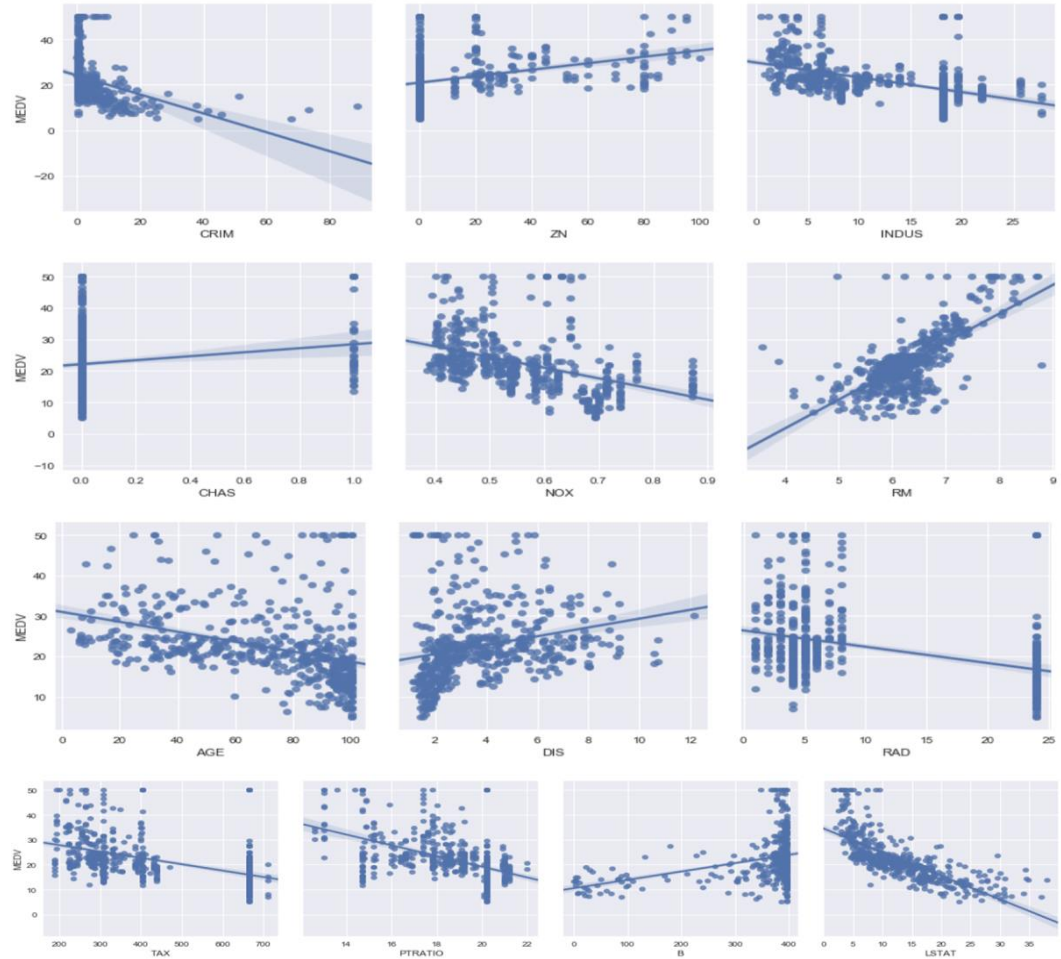 MEDV
40
20
0
−20
0 20 40 60 80
CRIM
0 20 40 60 80 100
ZN
0 5 10 15 20 25
INDUS
MEDV
50
40
30
20
10
0
−10
0.0 0.2 0.4 0.6 0.8 1.0
CHAS
0.4 0.5 0.6 0.7 0.8 0.9
NOX
4 5 6 7 8 9
RM
MEDV
50
40
30
20
10
0 20 40 60 80 100
AGE
2 4 6 8 10 12
DIS
0 5 10 15 20 25
RAD
MEDV
50
40
30
20
10
0
200 300 400 500 600 700
TAX
14 16 18 20 22
PTRATIO
0 100 200 300 400
B
0 5 10 15 20 25 30 35
LSTAT